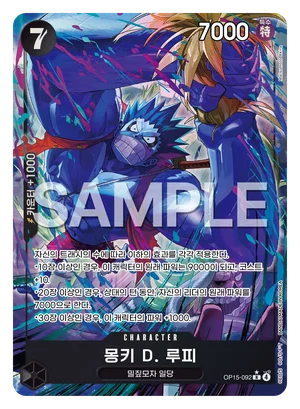 7
7000
특수
特
카운터 +1000
SAMPLE
자신의 트래시의 수에 따라 이하의 효과를 각각 적용한다.
·10장 이상인 경우, 이 캐릭터의 원래 파워는 9000이 되고, 코스트
+10.
·20장 이상인 경우, 상대의 턴 동안, 자신의 리더의 원래 파워를
7000으로 한다.
·30장 이상인 경우, 이 캐릭터의 파워 +1000.
CHARACTER
몽키 D. 루피
밀짚모자 일당
OP15-092
R
4